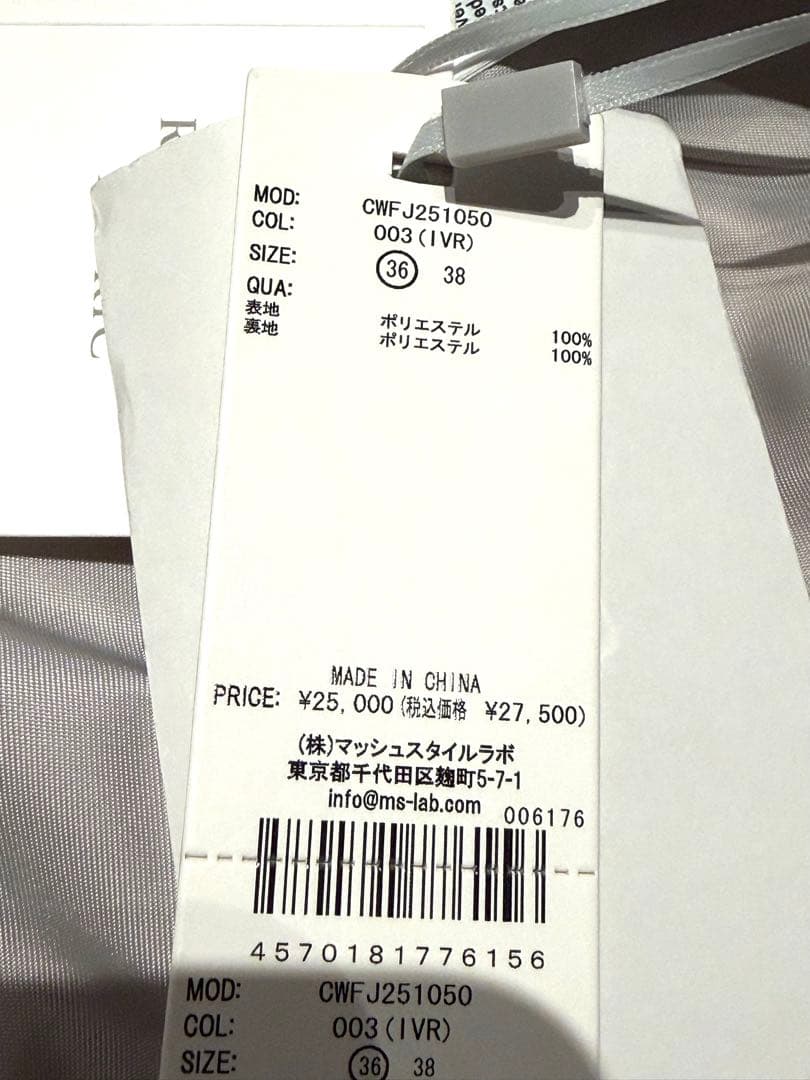 MOD: CWFJ251050
COL: 003(IVR)
SIZE: 36 38
QUA:
表地 ポリエステル 100%
裏地 ポリエステル 100%
MADE IN CHINA
PRICE: ¥25,000(税込価格 ¥27,500)
(株)マッシュスタイルラボ
東京都千代田区麹町5-7-1
info@ms-lab.com 006176
4570181776156
MOD: CWFJ251050
COL: 003(IVR)
SIZE: 36 38